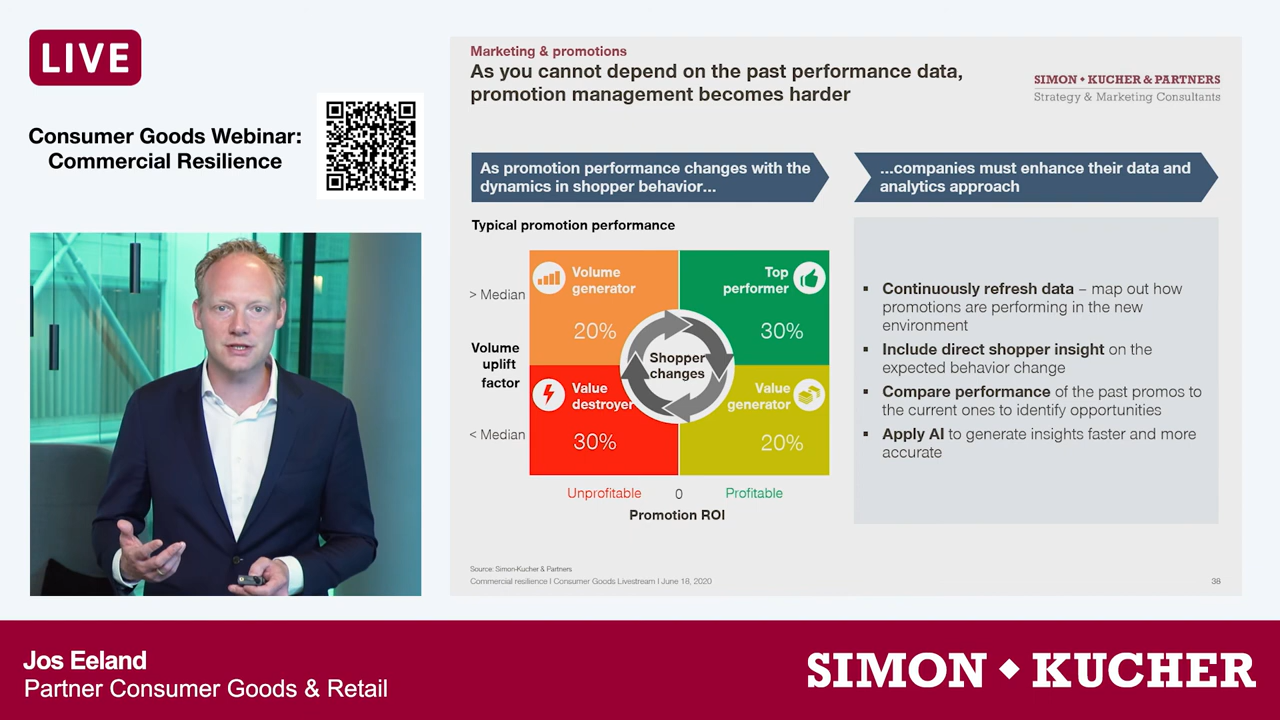 LIVE
Consumer Goods Webinar:
Commercial Resilience
Marketing & promotions
As you cannot depend on the past performance data,
promotion management becomes harder
SIMON • KUCHER & PARTNERS
Strategy & Marketing Consultants
As promotion performance changes with the
dynamics in shopper behavior...
...companies must enhance their data and
analytics approach
Typical promotion performance
> Median
Volume
uplift
factor
< Median
Volume
generator
20%
Top
performer
30%
Shopper
changes
Value
destroyer
30%
Value
generator
20%
Unprofitable
0
Profitable
Promotion ROI
▪ Continuously refresh data – map out how
promotions are performing in the new
environment
▪ Include direct shopper insight on the
expected behavior change
▪ Compare performance of the past promos to
the current ones to identify opportunities
▪ Apply AI to generate insights faster and more
accurate
Source: Simon-Kucher & Partners
Commercial resilience I Consumer Goods Livestream I June 18, 2020
38
Jos Eeland
Partner Consumer Goods & Retail
SIMON ◆ KUCHER